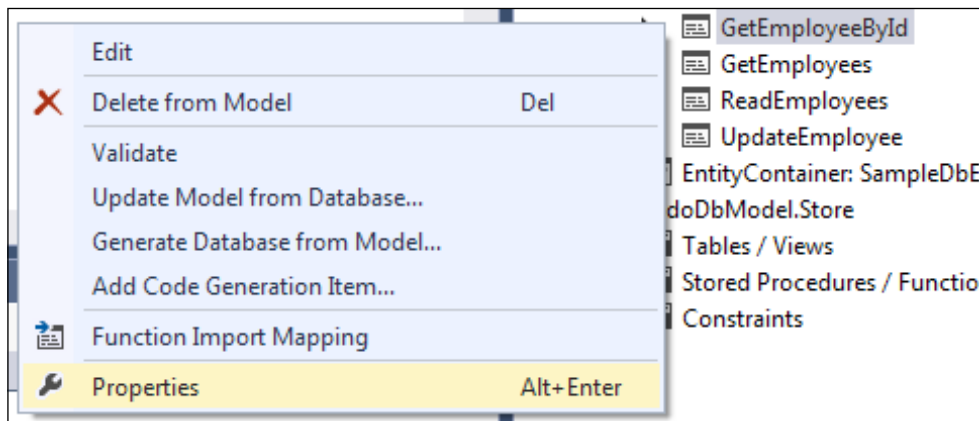 Edit
Delete from Model Del
Validate
Update Model from Database...
Generate Database from Model...
Add Code Generation Item...
Function Import Mapping
Properties Alt+Enter
GetEmployeeById
GetEmployees
ReadEmployees
UpdateEmployee
EntityContainer: SampleDbE
doDbModel.Store
Tables / Views
Stored Procedures / Functio
Constraints